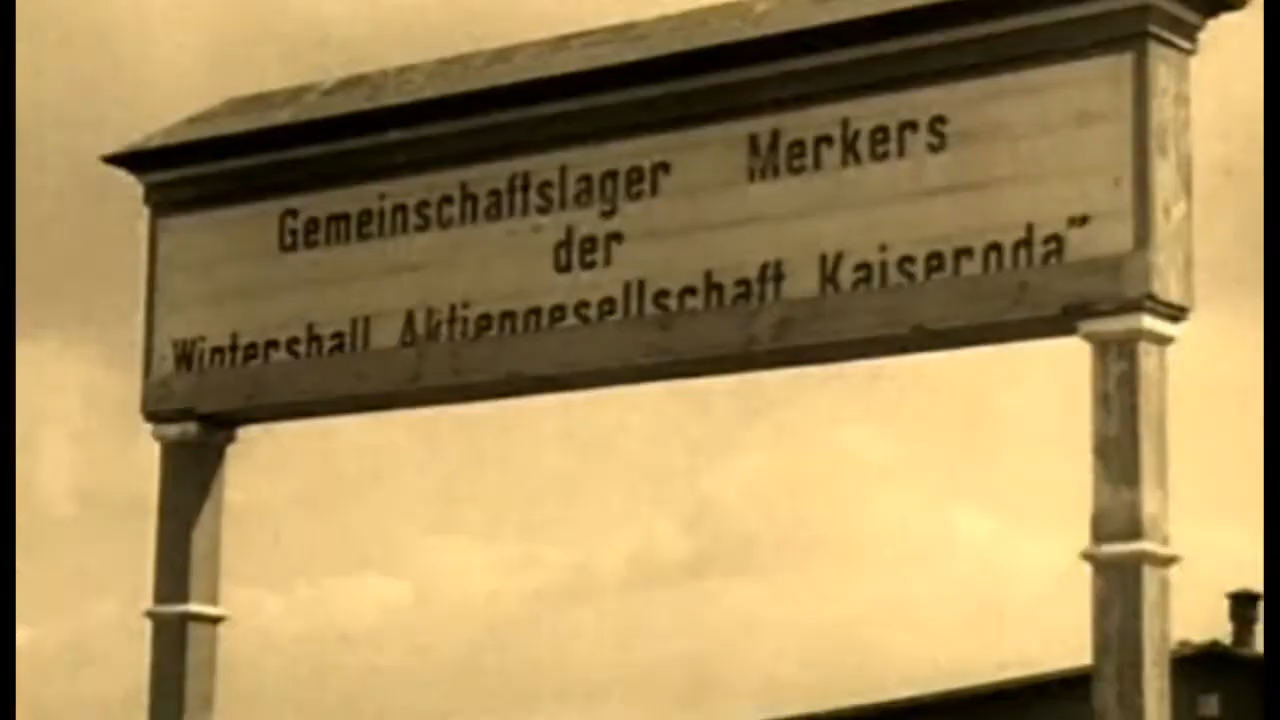 Gemeinschaftslager Merkers
der
Wintershall Aktiengesellschaft Kaiseroda"